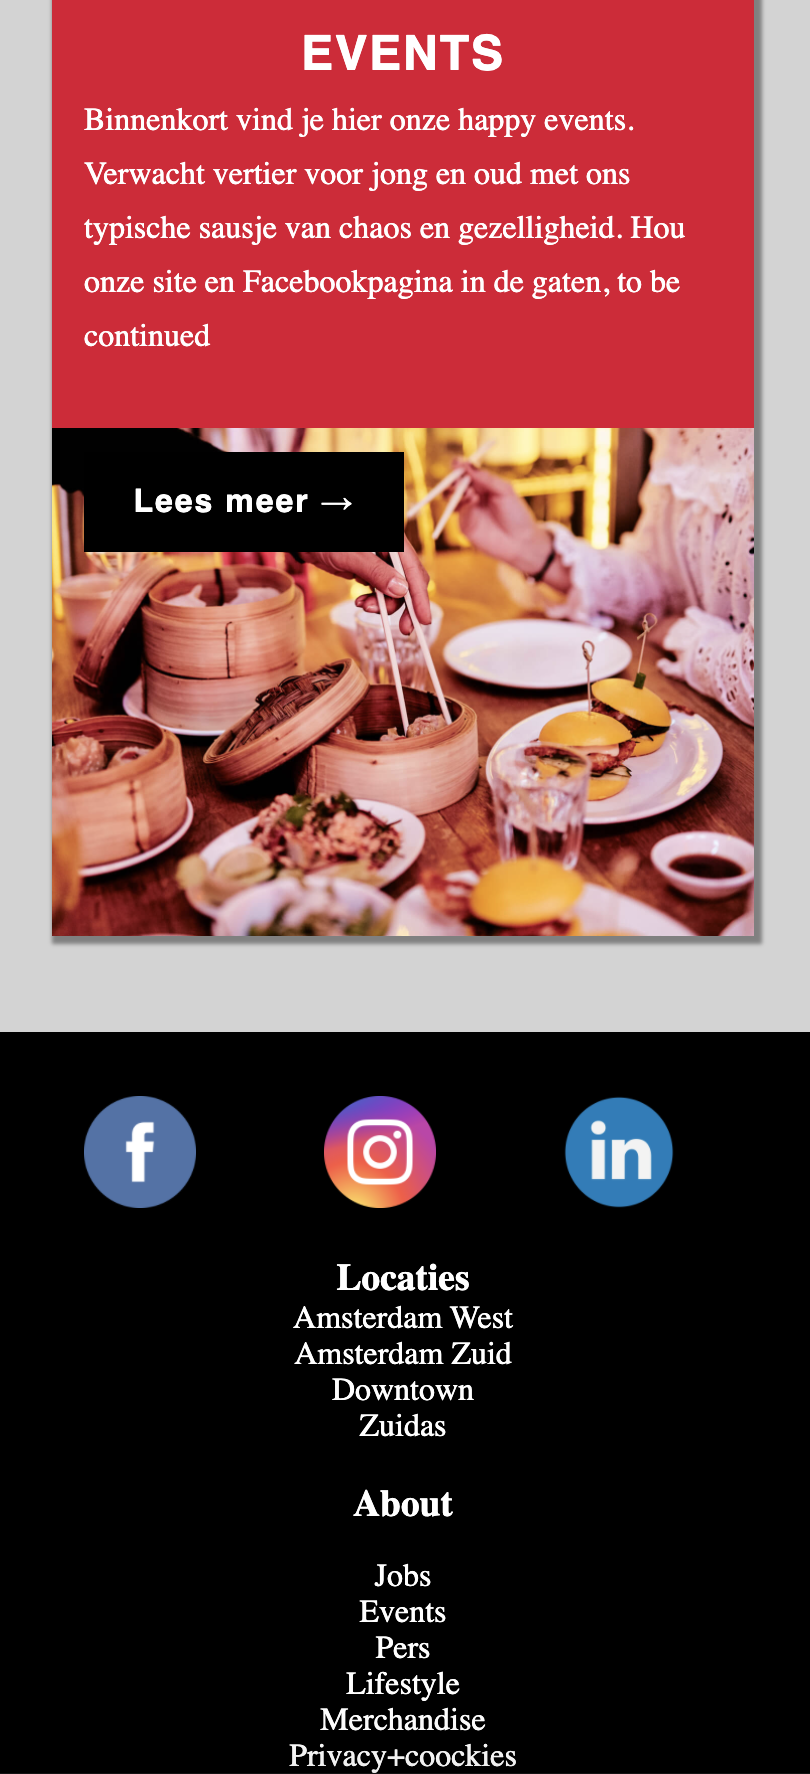 EVENTS
Binnenkort vind je hier onze happy events.
Verwacht vertier voor jong en oud met ons
typische sausje van chaos en gezelligheid. Hou
onze site en Facebookpagina in de gaten, to be
continued
Lees meer →
f
in
Locaties
Amsterdam West
Amsterdam Zuid
Downtown
Zuidas
About
Jobs
Events
Pers
Lifestyle
Merchandise
Privacy+coockies